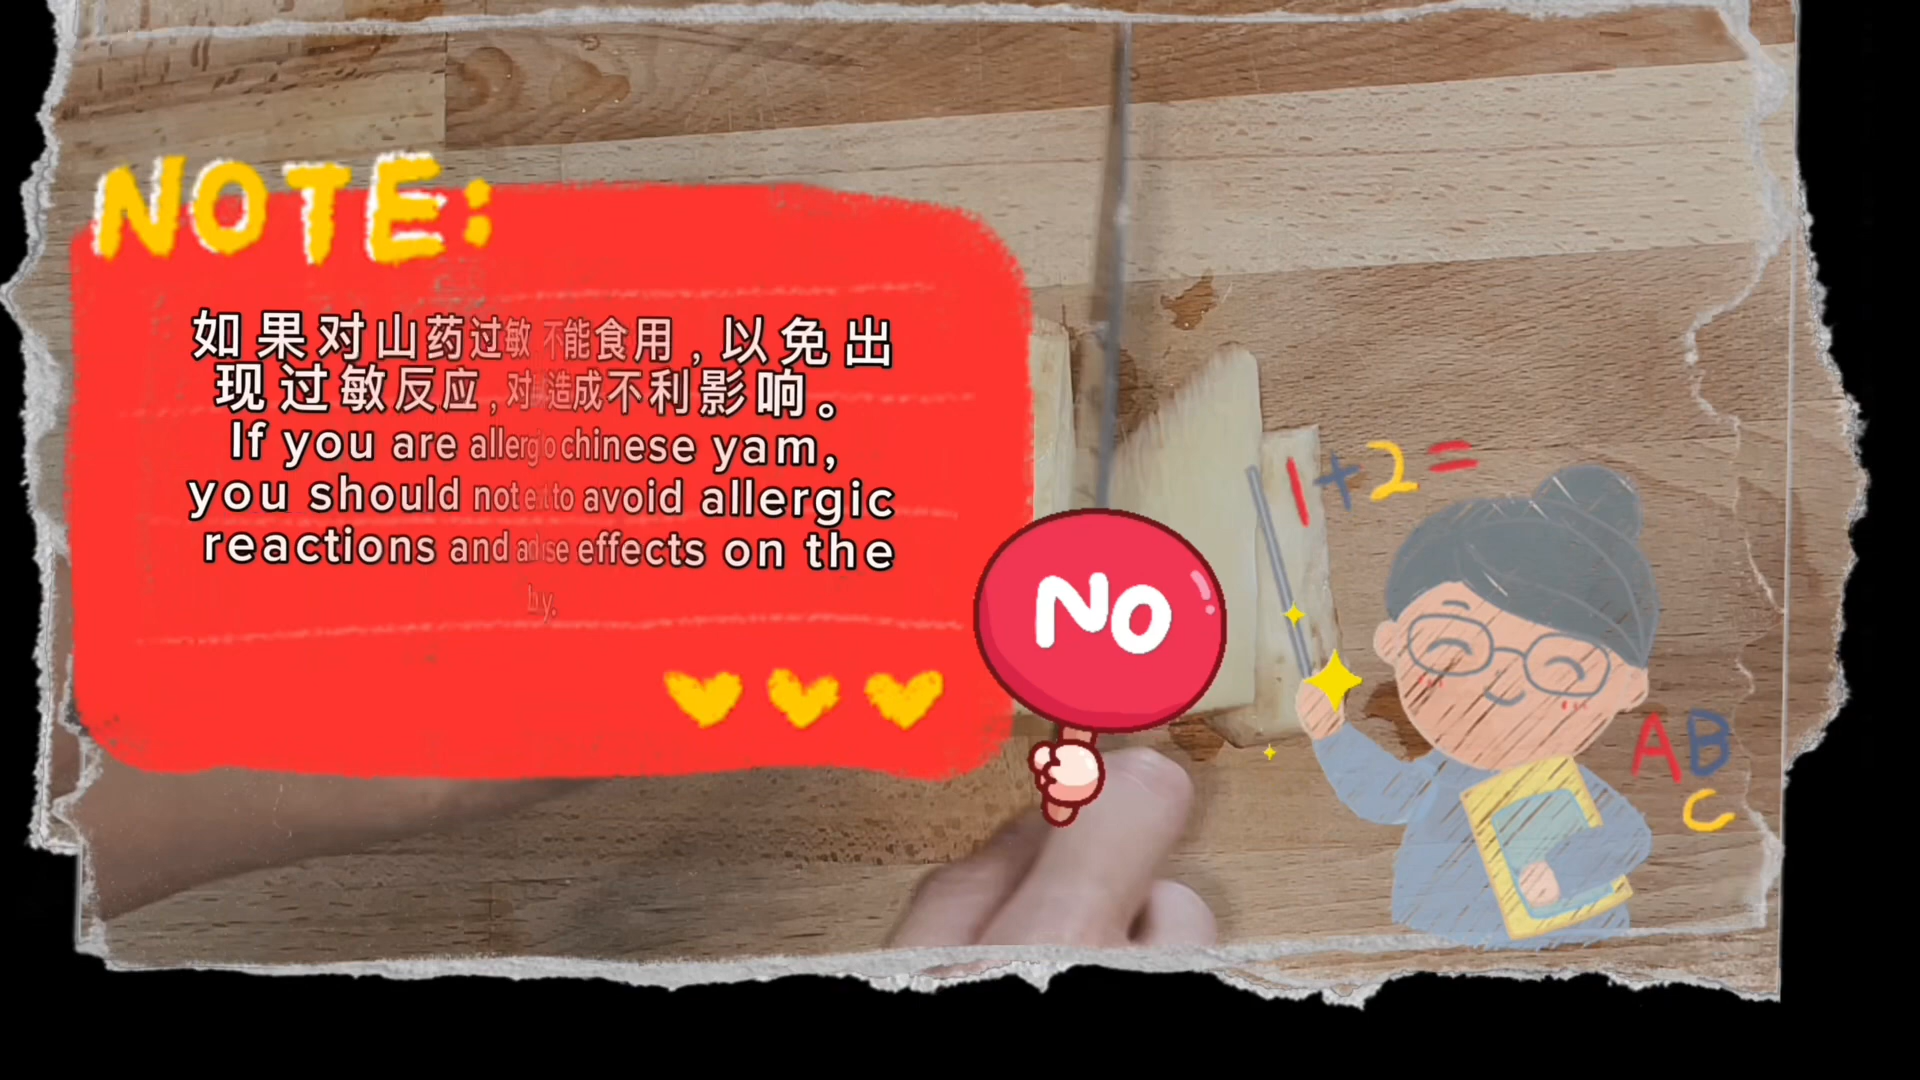 NOTE:
如果对山药过敏 不能食用，以免出
现过敏反应，对 造成不利影响。
If you are chinese yam,
you should not to avoid allergic
reactions and effects on the
NO
1+2=
AB
C